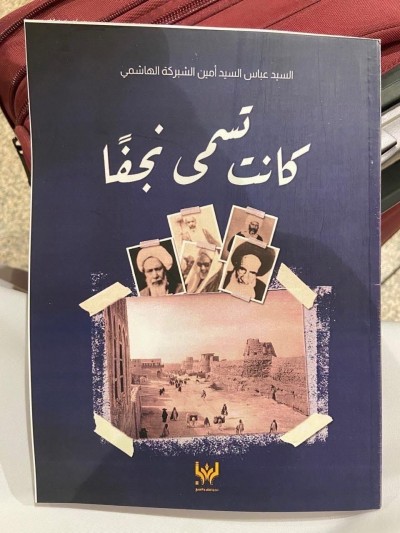 السيد عباس السيد أمين الشبركة الهاشمي
كانت تسمى نجفًا